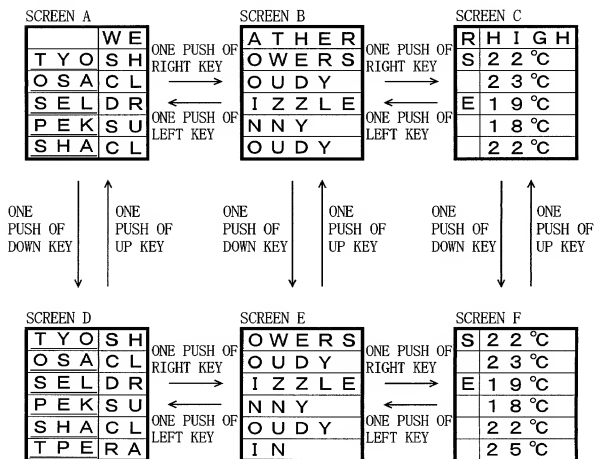 SCREEN A
WE
TYO SH
OSA CL
SEL DR
PEK SU
SHA CL
ONE PUSH OF
RIGHT KEY
ONE PUSH OF
LEFT KEY
SCREEN B
ATHER
OWERS
OUDY
IZZLE
NNY
OUDY
ONE PUSH OF
RIGHT KEY
ONE PUSH OF
LEFT KEY
SCREEN C
R HIGH
S 22℃
23℃
E 19℃
18℃
22℃
ONE
PUSH OF
DOWN KEY
ONE
PUSH OF
UP KEY
ONE
PUSH OF
DOWN KEY
ONE
PUSH OF
UP KEY
ONE
PUSH OF
DOWN KEY
ONE
PUSH OF
UP KEY
SCREEN D
TYO SH
OSA CL
SEL DR
PEK SU
SHA CL
TPE RA
ONE PUSH OF
RIGHT KEY
ONE PUSH OF
LEFT KEY
SCREEN E
OWERS
OUDY
IZZLE
NNY
OUDY
IN
ONE PUSH OF
RIGHT KEY
ONE PUSH OF
LEFT KEY
SCREEN F
S 22℃
23℃
E 19℃
18℃
22℃
25℃